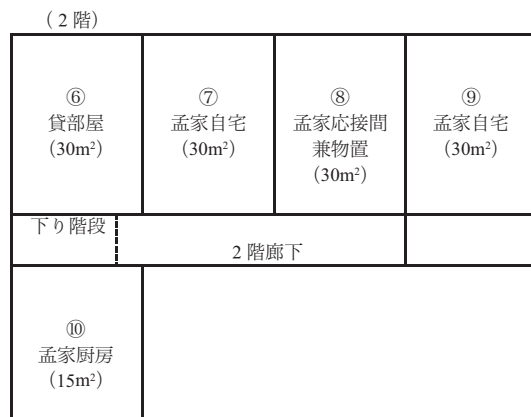 (2階)
⑥
貸部屋
(30m²)
⑦
孟家自宅
(30m²)
⑧
孟家応接間
兼物置
(30m²)
⑨
孟家自宅
(30m²)
下り階段
2階廊下
⑩
孟家厨房
(15m²)